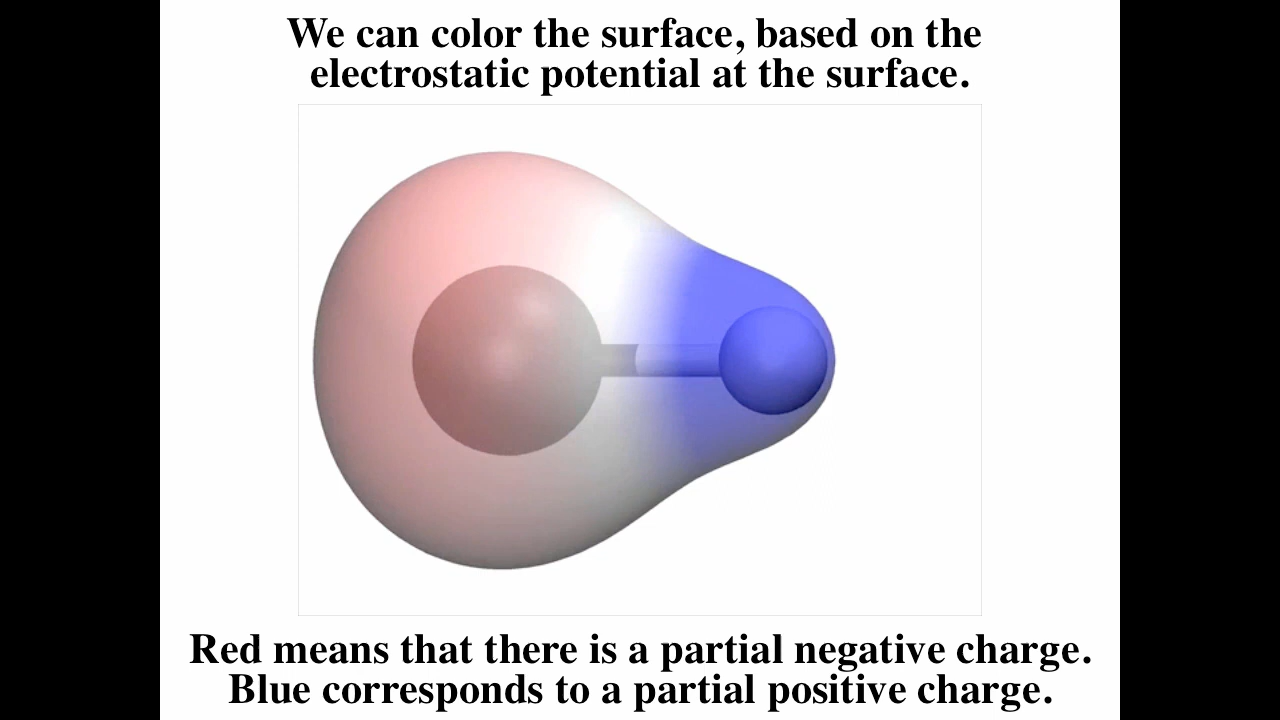 We can color the surface, based on the
electrostatic potential at the surface.
Red means that there is a partial negative charge.
Blue corresponds to a partial positive charge.